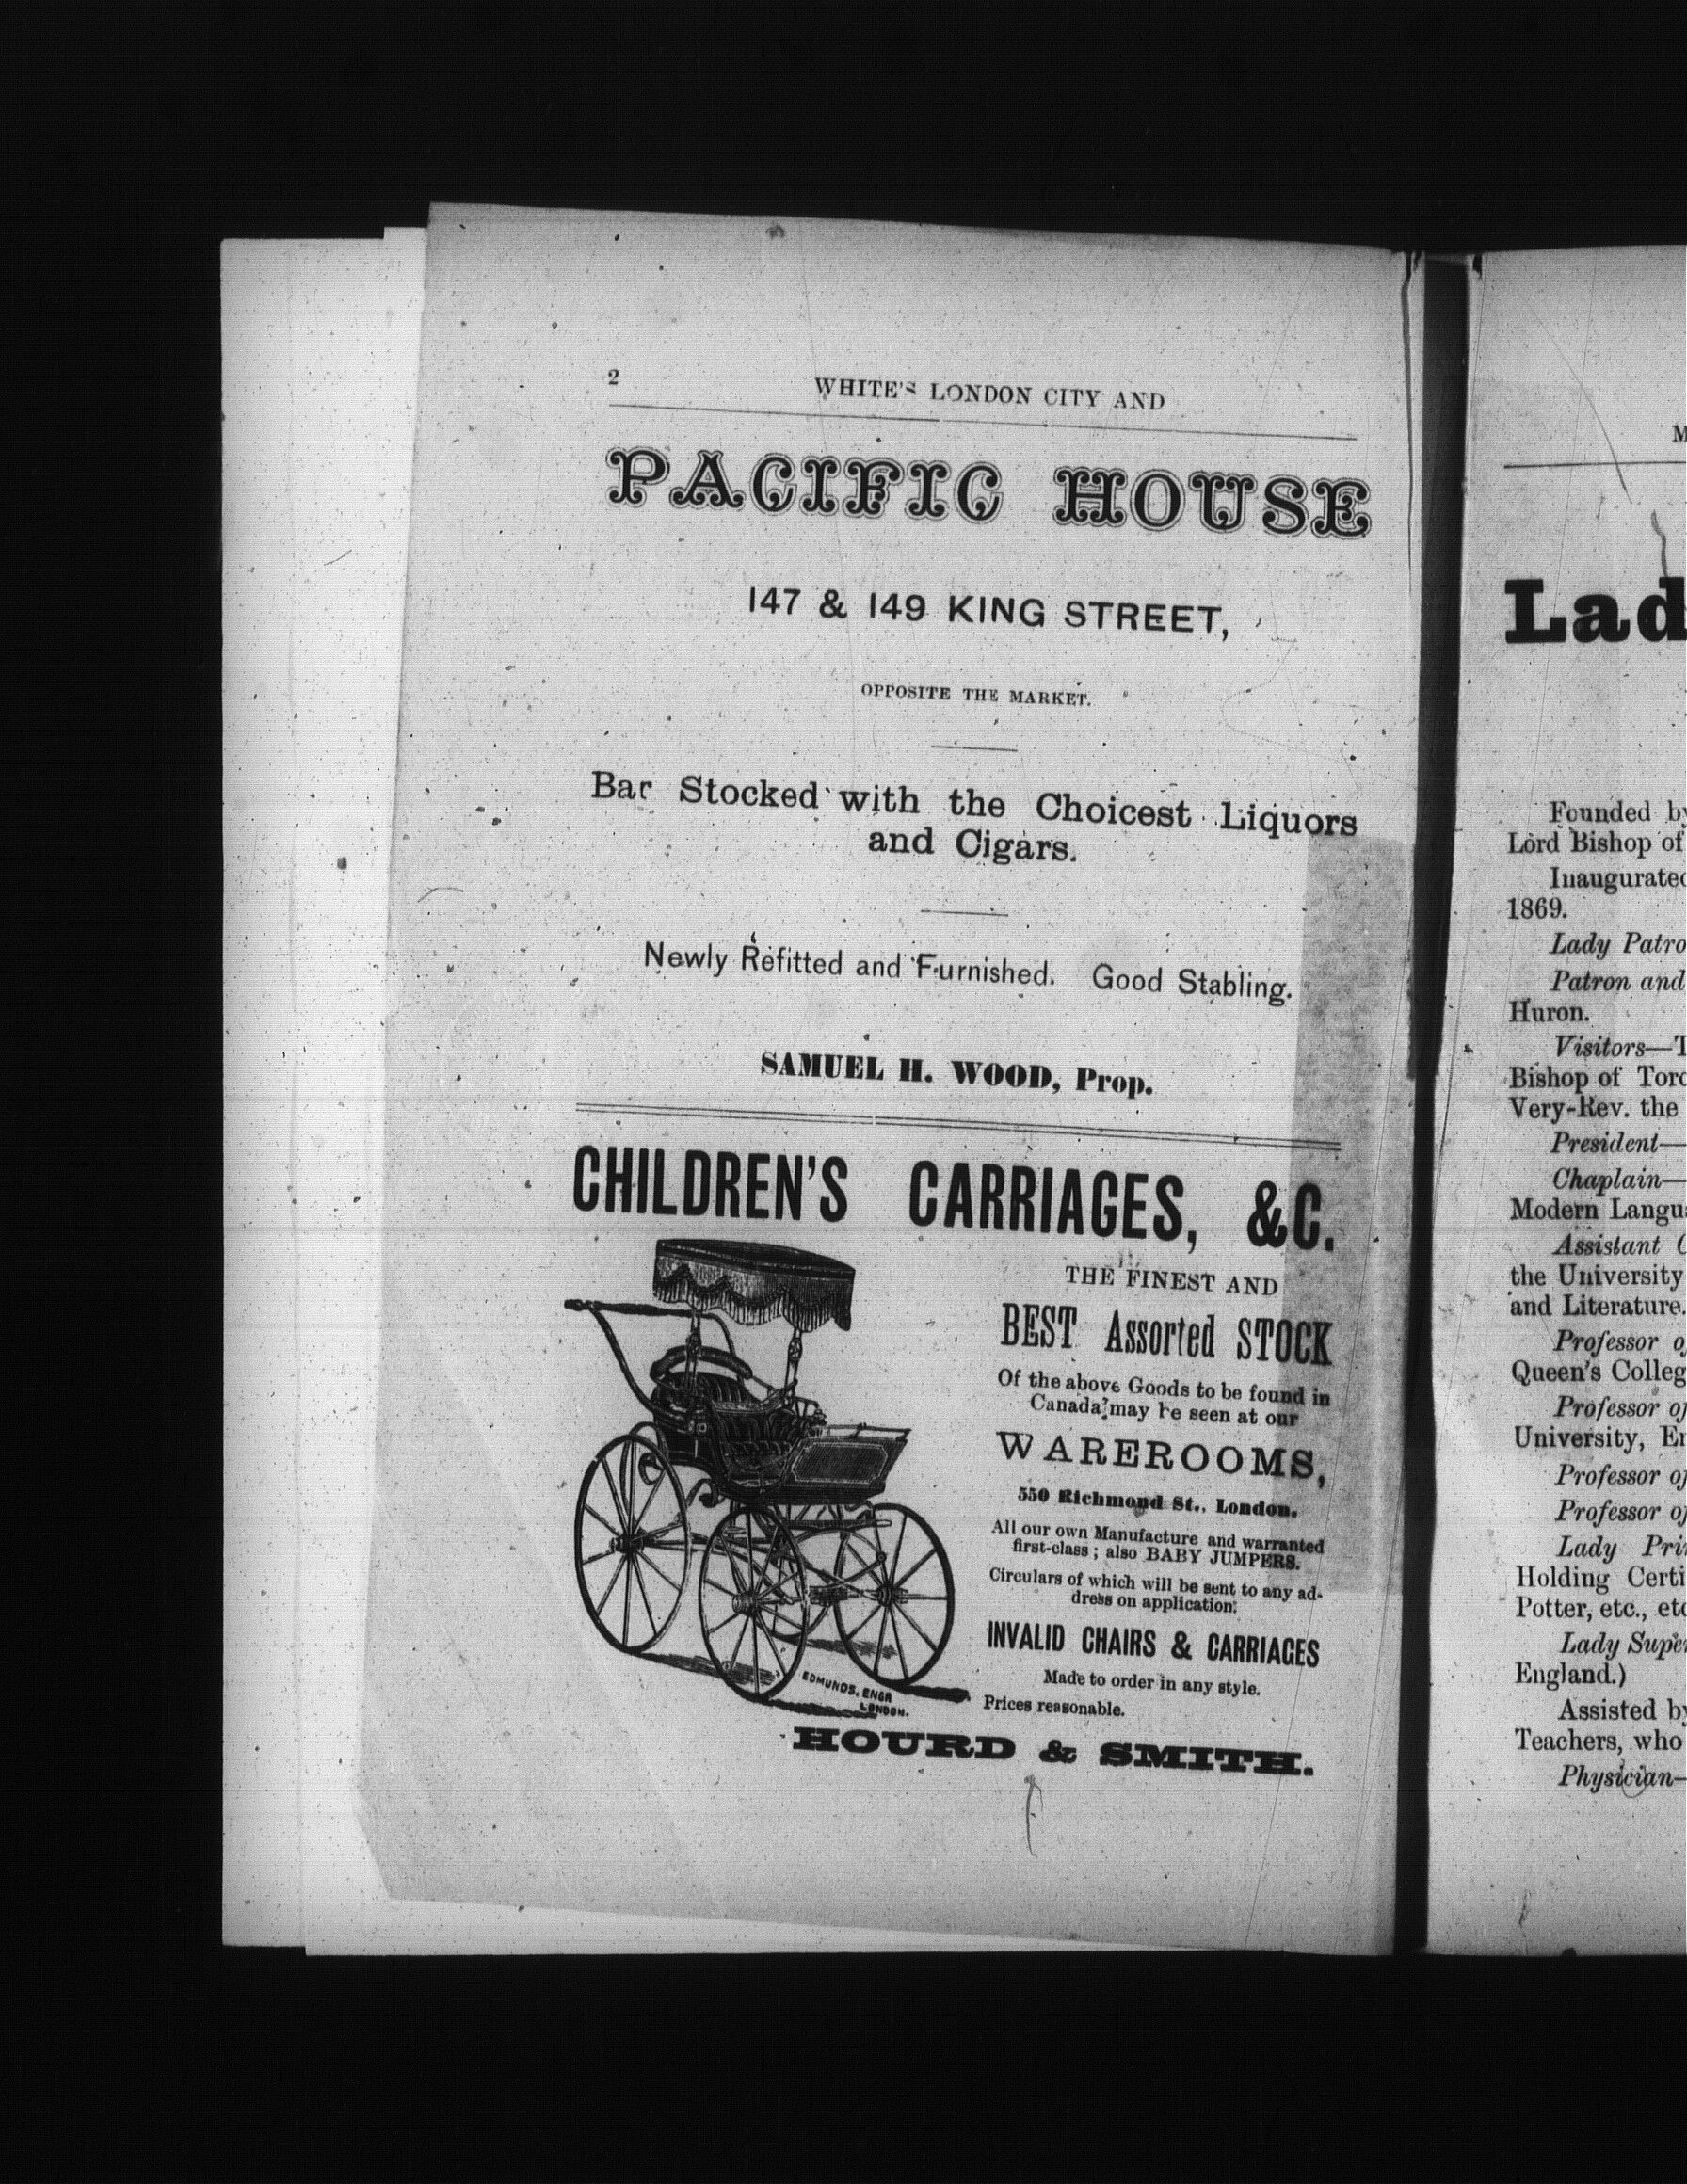 2
WHITE'S LONDON CITY AND
PACIFIC HOUSE
147 & 149 KING STREET,
OPPOSITE THE MARKET.
Bar Stocked with the Choicest Liquors
and Cigars.
Newly Refitted and Furnished. Good Stabling.
SAMUEL H. WOOD, Prop.
CHILDREN'S CARRIAGES, &C.
THE FINEST AND
BEST Assorted STOCK
Of the above Goods to be found in
Canada may be seen at our
WAREROOMS,
550 Richmond St., London.
All our own Manufacture and warranted
first-class; also BABY JUMPERS.
Circulars of which will be sent to any ad-
dress on application.
INVALID CHAIRS & CARRIAGES
Made to order in any style.
Prices reasonable.
EDMUNDS, ENGR
LONDON.
HOURD & SMITH.
M
Lad
Founded by
Lord Bishop of
Inaugurated
1869.
Lady Patro
Patron and
Huron.
Visitors—T
Bishop of Toro
Very-Rev. the
President—
Chaplain—
Modern Langu
Assistant C
the University
and Literature.
Professor o
Queen's Colleg
Professor of
University, En
Professor of
Professor of
Lady Prin
Holding Certi
Potter, etc., etc
Lady Super
England.)
Assisted by
Teachers, who
Physician—